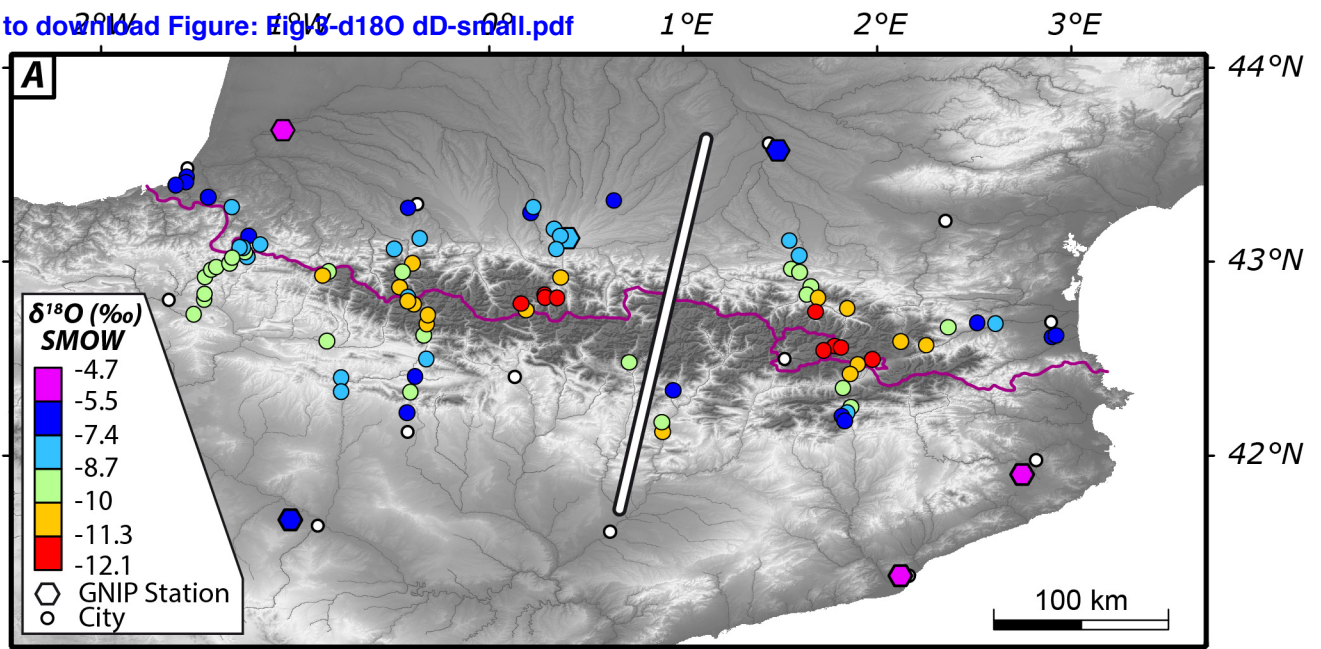 to download Figure: Fig 3-d18O dD-small.pdf
2°W 1°W 0° 1°E 2°E 3°E
A
44°N
43°N
42°N
δ¹⁸O (‰)
SMOW
-4.7
-5.5
-7.4
-8.7
-10
-11.3
-12.1
GNIP Station
City
100 km